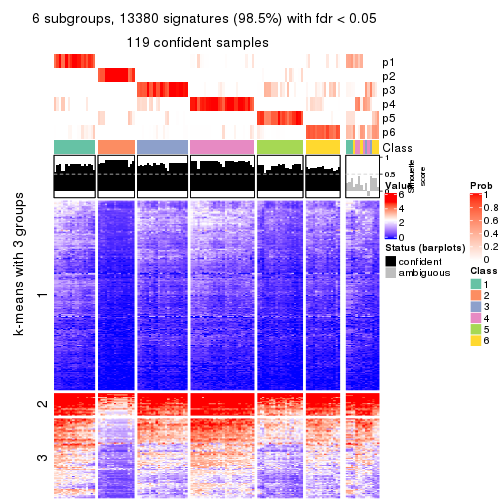 6 subgroups, 13380 signatures (98.5%) with fdr < 0.05
119 confident samples
p1
p2
p3
p4
p5
p6
Class
1
0.5
0
Silhouette
score
k-means with 3 groups
1
2
3
Value
6
4
2
0
Status (barplots)
confident
ambiguous
Prob
1
0.8
0.6
0.4
0.2
0
Class
1
2
3
4
5
6